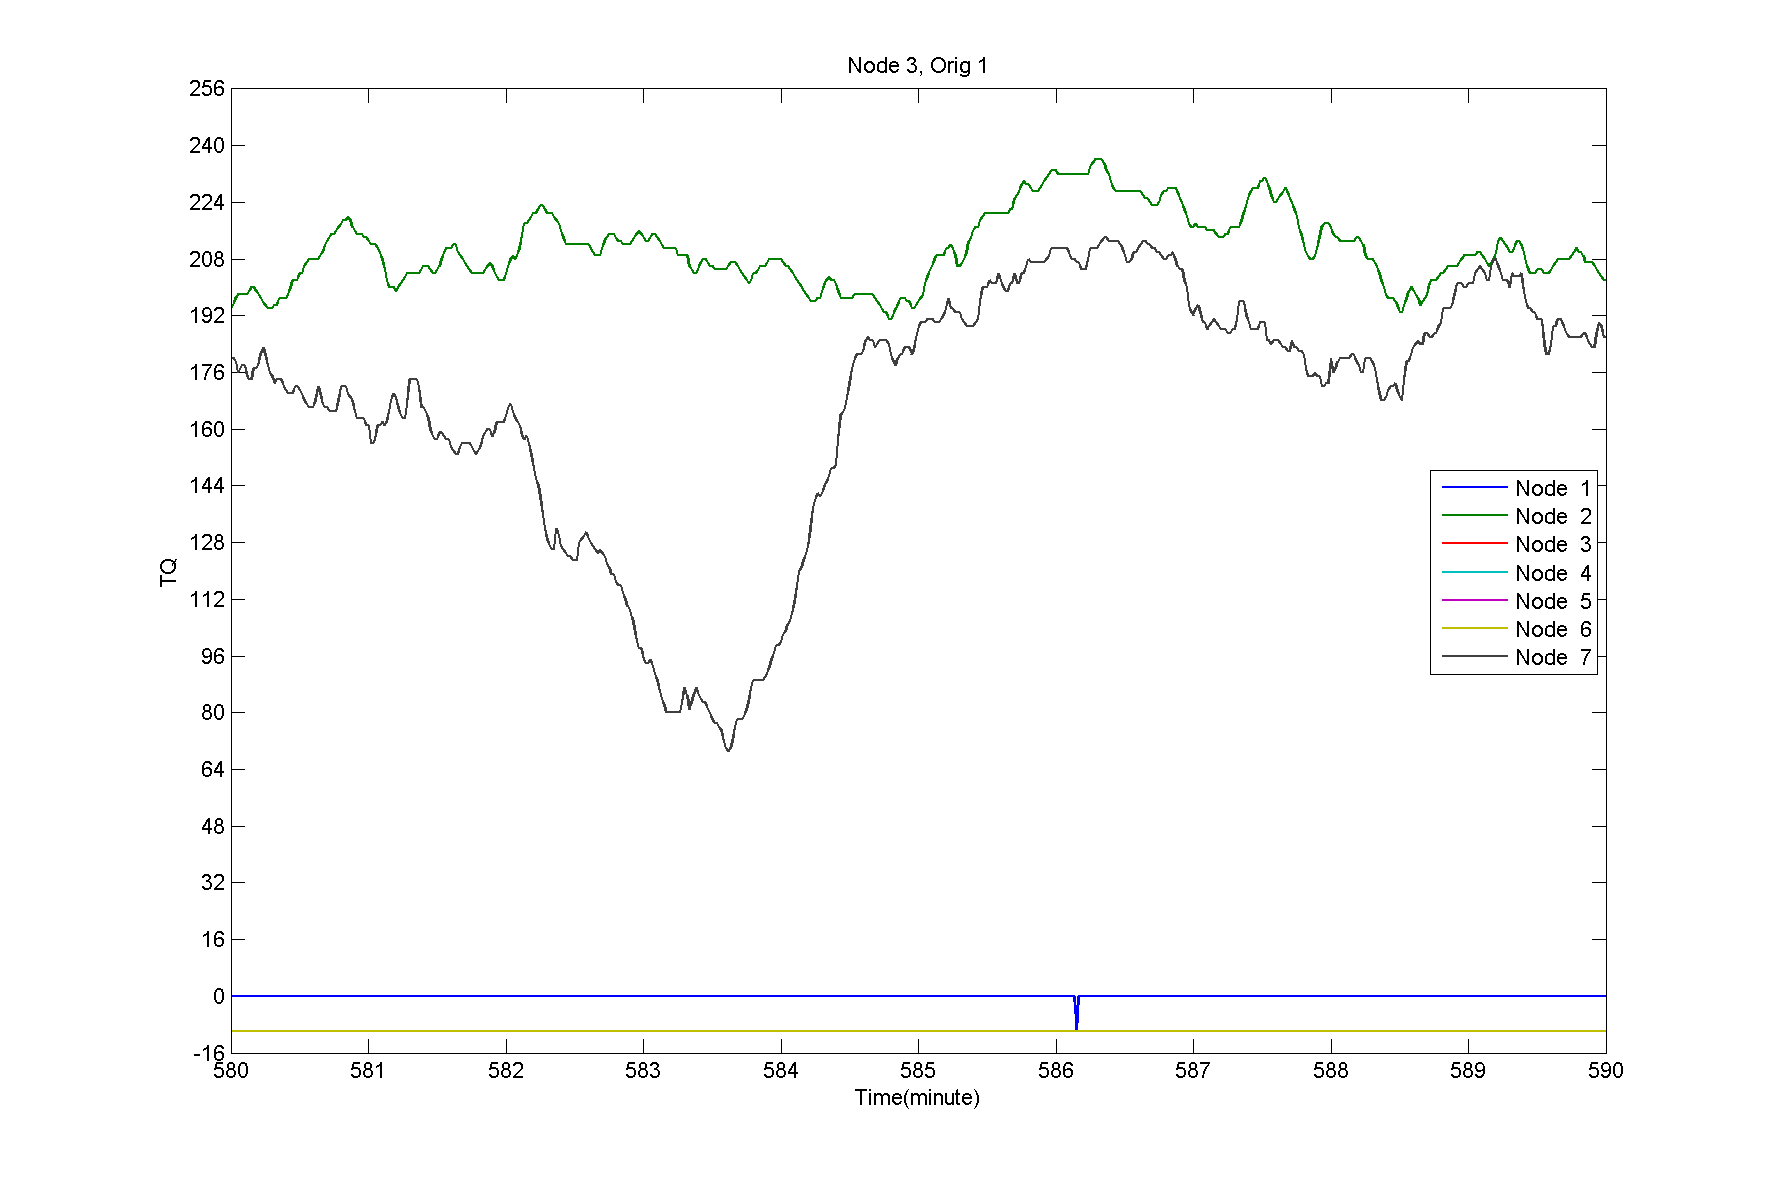 Node 3, Orig 1
256
240
224
208
192
176
160
144
128
112
96
80
64
48
32
16
0
-16
TQ
Node 1
Node 2
Node 3
Node 4
Node 5
Node 6
Node 7
580 581 582 583 584 585 586 587 588 589 590
Time(minute)